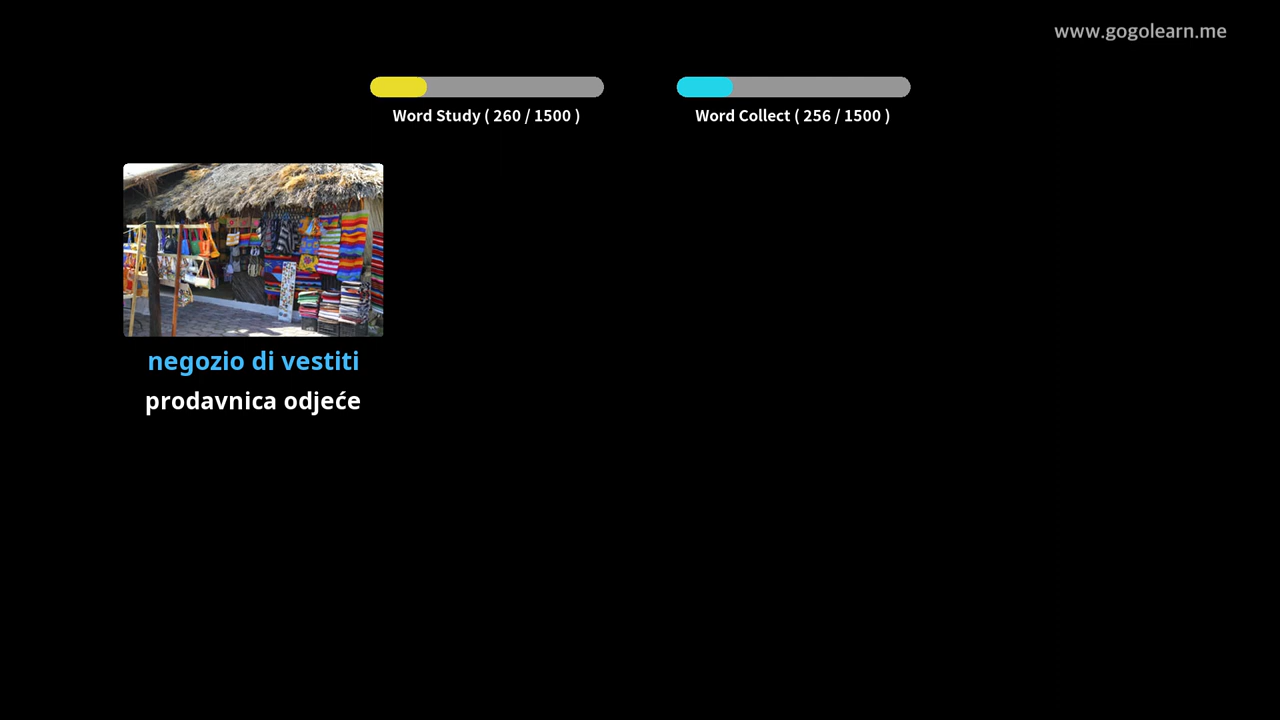 www.gogolearn.me
Word Study ( 260 / 1500 )
Word Collect ( 256 / 1500 )
negozio di vestiti
prodavnica odjeće